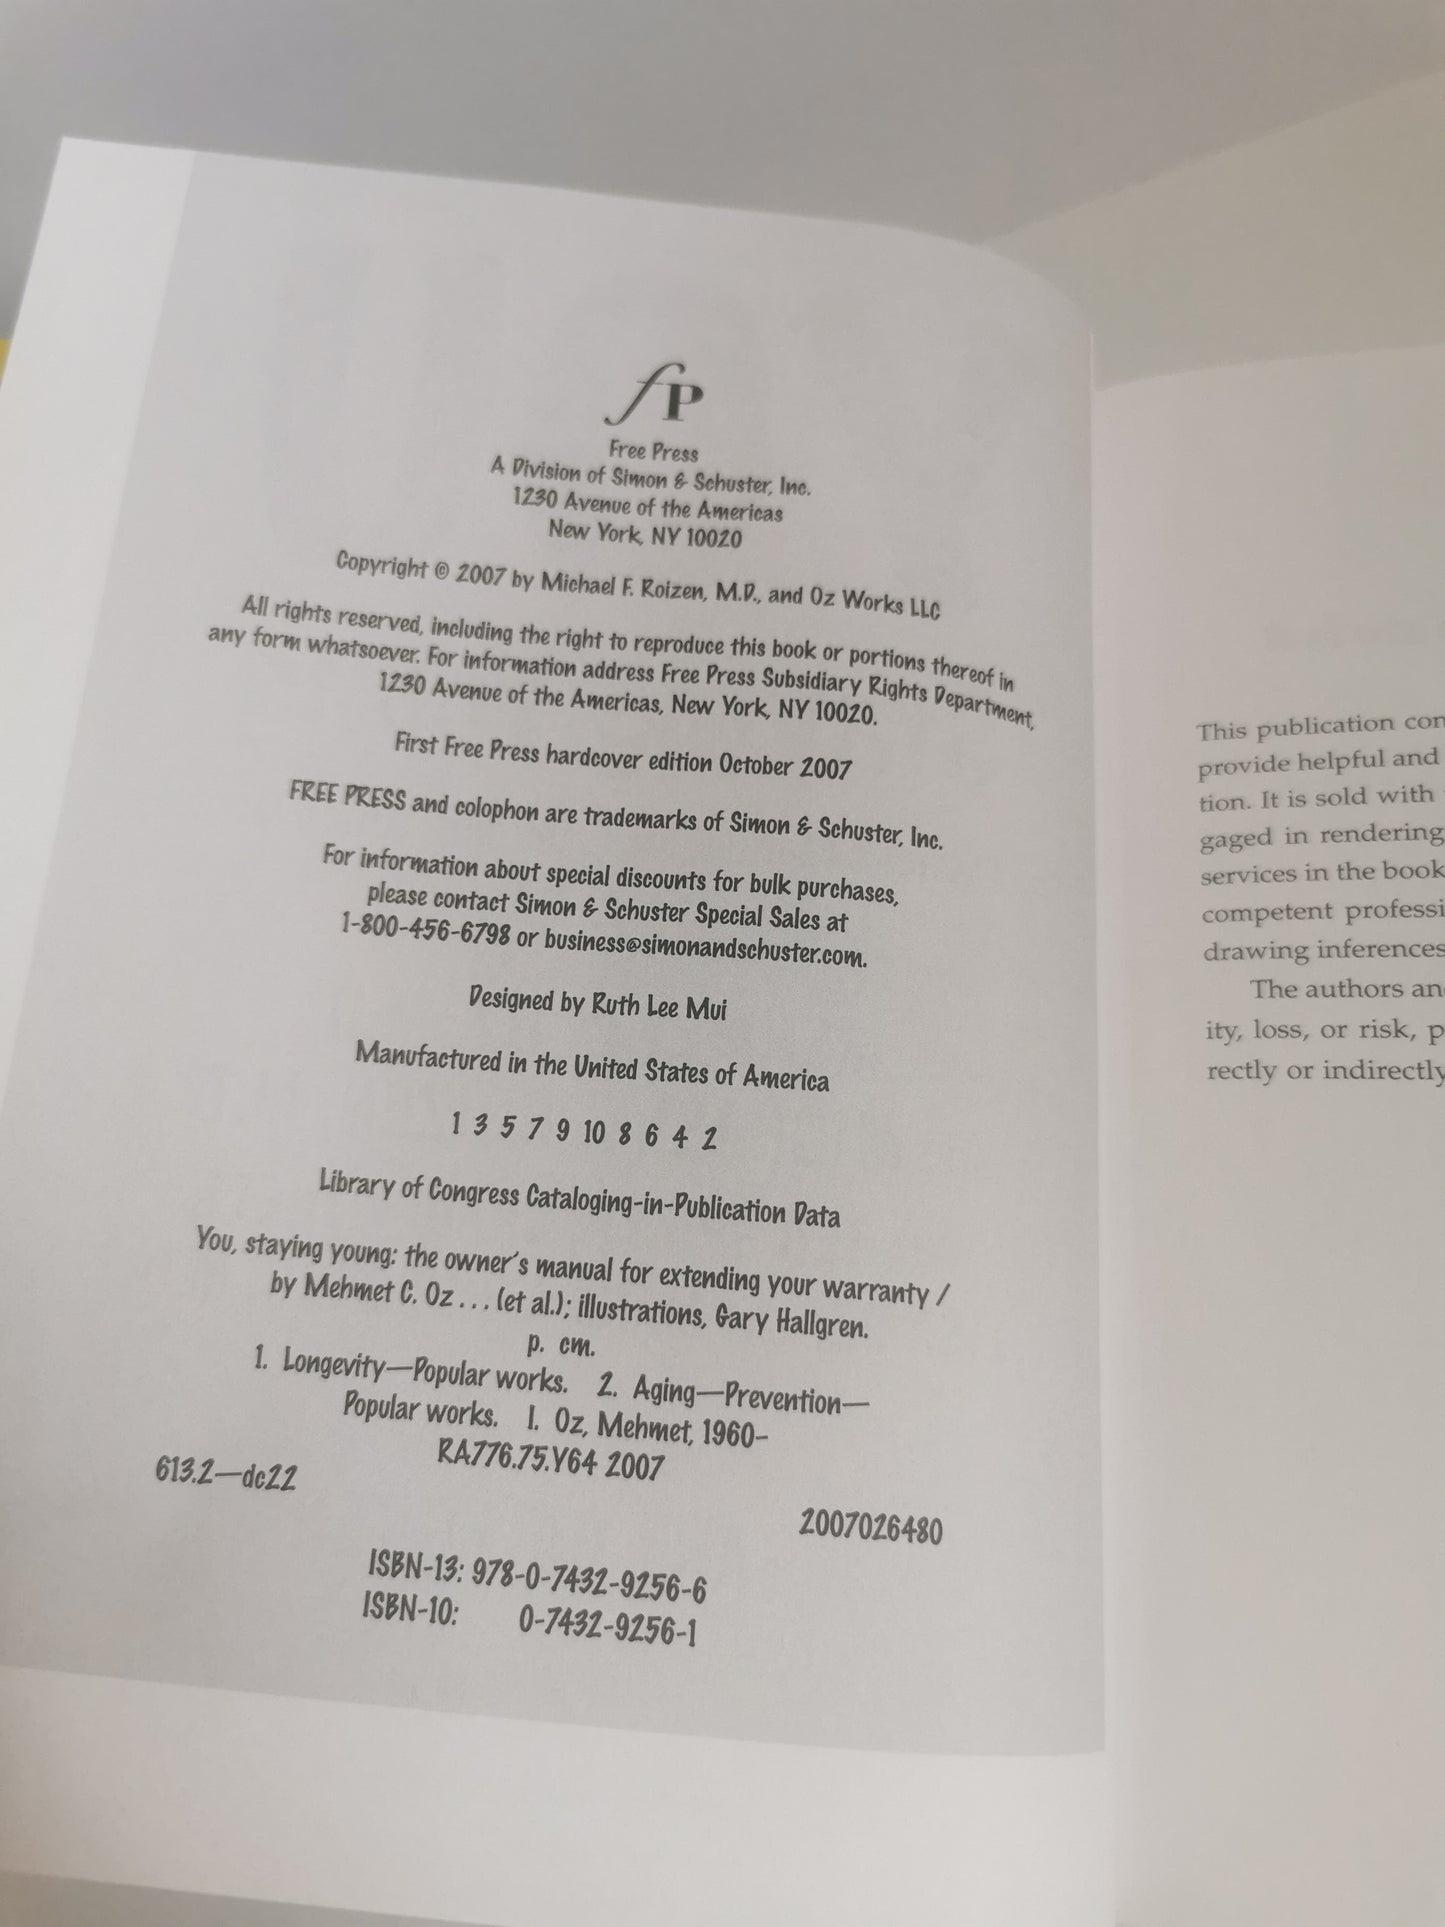 fP
Free Press
A Division of Simon & Schuster, Inc.
1230 Avenue of the Americas
New York, NY 10020
Copyright © 2007 by Michael F. Roizen, M.D., and Oz Works LLC
All rights reserved, including the right to reproduce this book or portions thereof in
any form whatsoever. For information address Free Press Subsidiary Rights Department,
1230 Avenue of the Americas, New York, NY 10020.
First Free Press hardcover edition October 2007
FREE PRESS and colophon are trademarks of Simon & Schuster, Inc.
For information about special discounts for bulk purchases,
please contact Simon & Schuster Special Sales at
1-800-456-6798 or business@simonandschuster.com.
Designed by Ruth Lee Mui
Manufactured in the United States of America
1 3 5 7 9 10 8 6 4 2
Library of Congress Cataloging-in-Publication Data
You, staying young: the owner's manual for extending your warranty /
by Mehmet C. Oz . . . (et al.); illustrations, Gary Hallgren.
p. cm.
1. Longevity—Popular works. 2. Aging—Prevention—
Popular works. I. Oz, Mehmet, 1960–
RA776.75.Y64 2007
613.2—dc22
2007026480
ISBN-13: 978-0-7432-9256-6
ISBN-10: 0-7432-9256-1
This publication con
provide helpful and
tion. It is sold with
gaged in rendering
services in the book
competent professi
drawing inferences
The authors an
ity, loss, or risk, p
rectly or indirectly